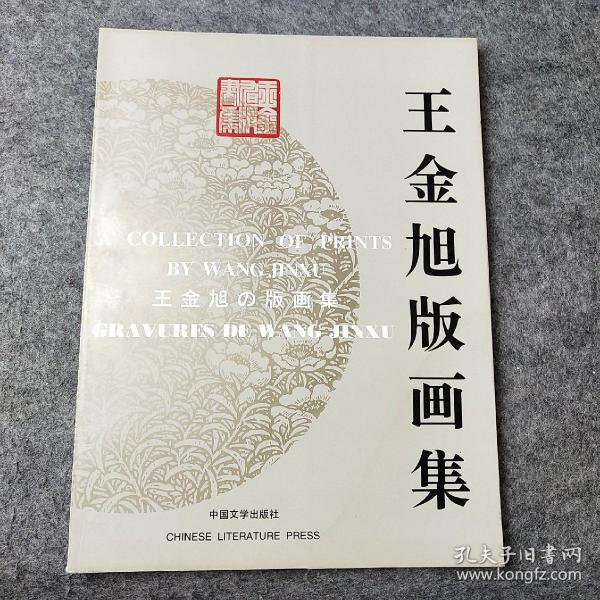 王金旭版画集
A COLLECTION OF PRINTS
BY WANG JINXU
王金旭の版画集
GRAVURES DE WANG JINXU
中国文学出版社
CHINESE LITERATURE PRESS
孔夫子旧书网
www.kongfz.com